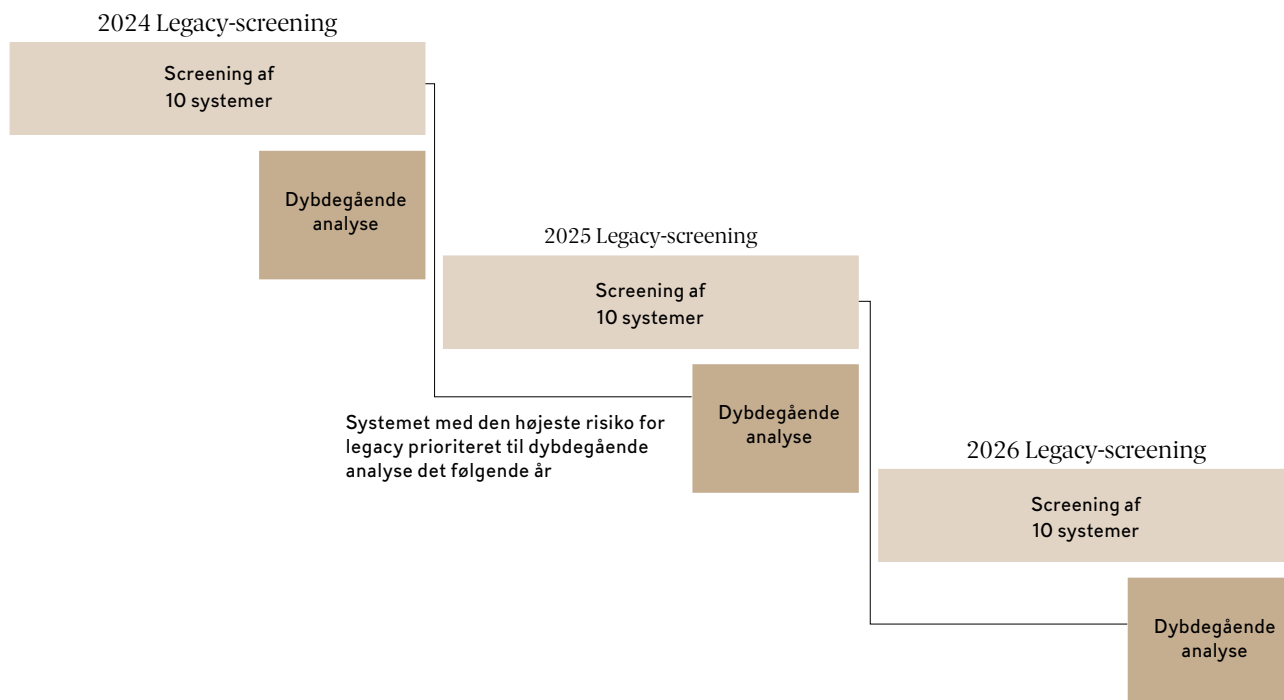 2024 Legacy-screening
Screening af
10 systemer
Dybdegående
analyse
2025 Legacy-screening
Screening af
10 systemer
Systemet med den højeste risiko for
legacy prioriteret til dybdegående
analyse det følgende år
Dybdegående
analyse
2026 Legacy-screening
Screening af
10 systemer
Dybdegående
analyse